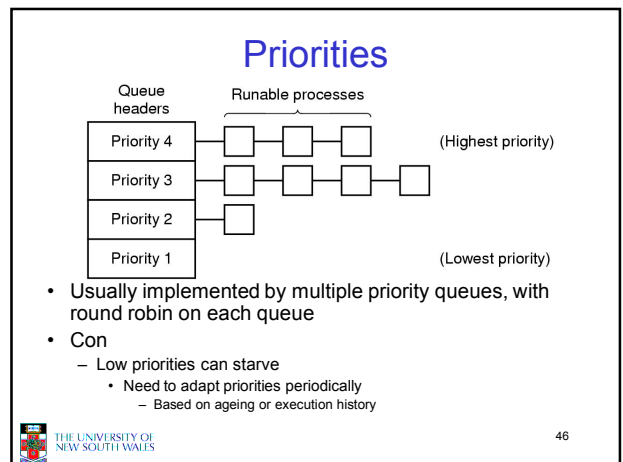 Priorities
Queue
headers
Runable processes
Priority 4
(Highest priority)
Priority 3
Priority 2
Priority 1
(Lowest priority)
• Usually implemented by multiple priority queues, with
round robin on each queue
• Con
– Low priorities can starve
• Need to adapt priorities periodically
– Based on ageing or execution history
THE UNIVERSITY OF
NEW SOUTH WALES
46